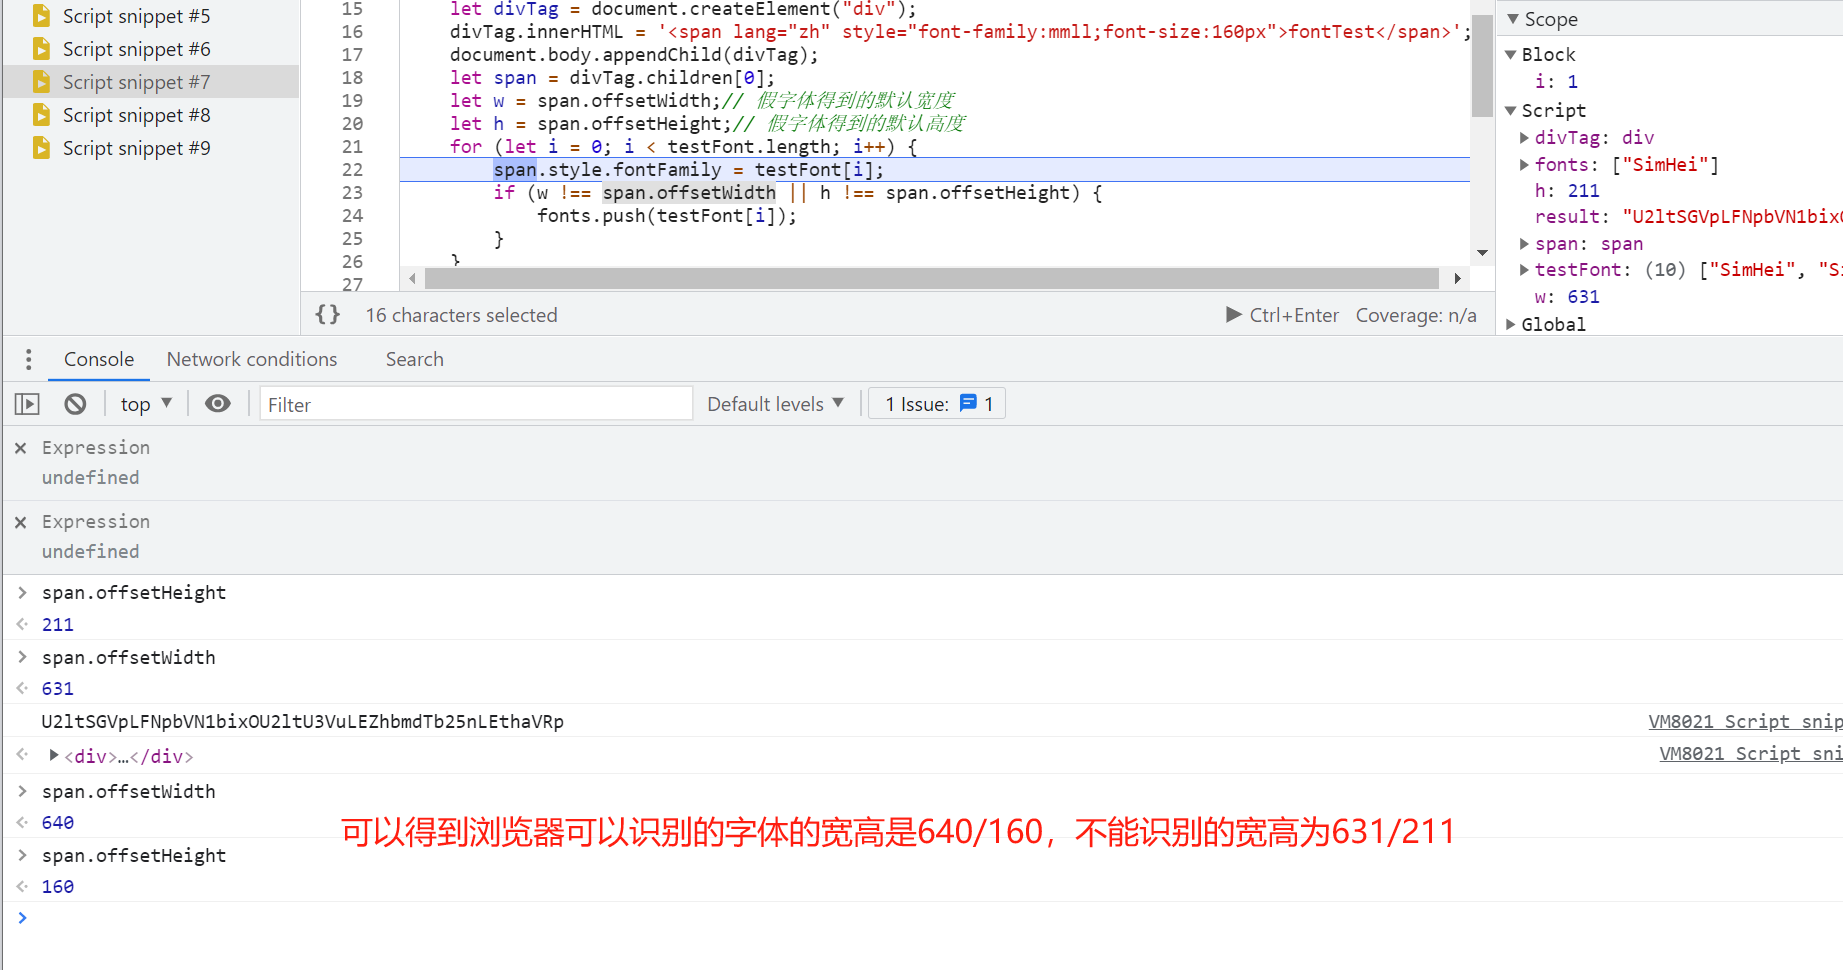 Script snippet #5
Script snippet #6
Script snippet #7
Script snippet #8
Script snippet #9
15 let divTag = document.createElement("div");
16 divTag.innerHTML = '<span lang="zh" style="font-family:mmll;font-size:160px">fontTest</span>';
17 document.body.appendChild(divTag);
18 let span = divTag.children[0];
19 let w = span.offsetWidth;// 假字体得到的默认宽度
20 let h = span.offsetHeight;// 假字体得到的默认高度
21 for (let i = 0; i < testFont.length; i++) {
22 span.style.fontFamily = testFont[i];
23 if (w !== span.offsetWidth || h !== span.offsetHeight) {
24 fonts.push(testFont[i]);
25 }
26 }
27
{} 16 characters selected
Ctrl+Enter Coverage: n/a
Scope
Block
i: 1
Script
divTag: div
fonts: ["SimHei"]
h: 211
result: "U2ltSGVpLFNpbVN1bix
span: span
testFont: (10) ["SimHei", "S
w: 631
Global
Console Network conditions Search
top Filter Default levels 1 Issue: 1
Expression
undefined
Expression
undefined
span.offsetHeight
211
span.offsetWidth
631
U2ltSGVpLFNpbVN1bixOU2ltU3VuLEZhbmdTb25nLEthaVRp VM8021 Script snip
<div>…</div> VM8021 Script sni
span.offsetWidth
640
可以得到浏览器可以识别的字体的宽高是640/160，不能识别的宽高为631/211
span.offsetHeight
160